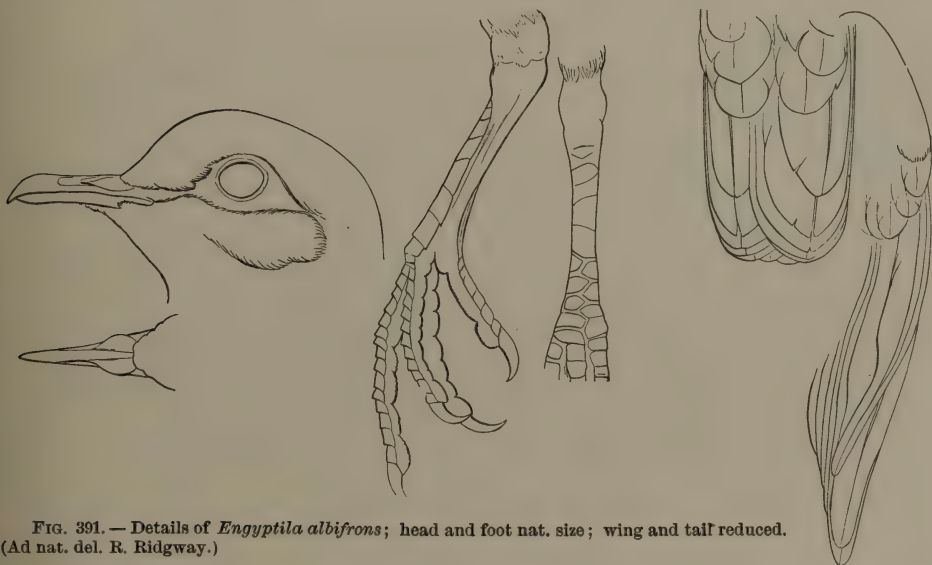 FIG. 391. — Details of Engyptila albifrons; head and foot nat. size; wing and tail reduced.
(Ad nat. del. R. Ridgway.)